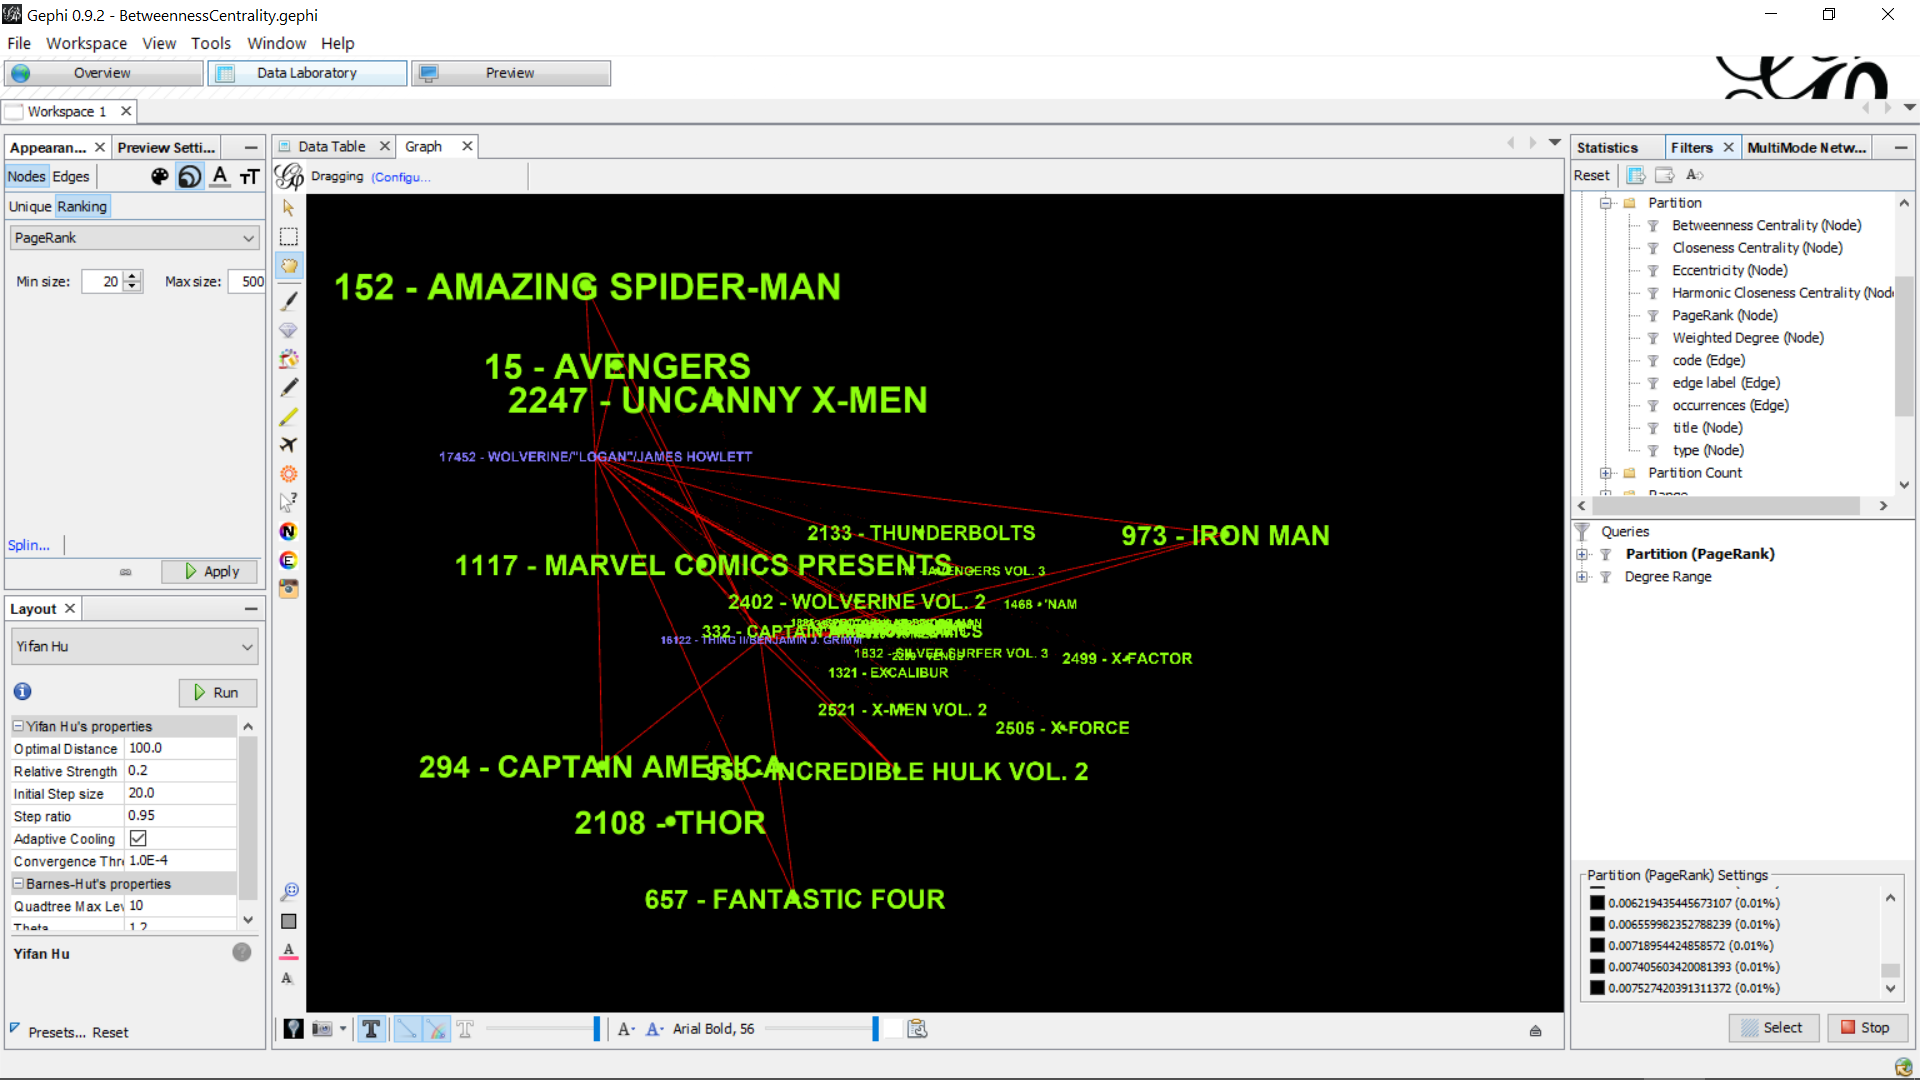 Gephi 0.9.2 - BetweennessCentrality.gephi
File Workspace View Tools Window Help
Overview Data Laboratory Preview
Workspace 1
Appearan... Preview Setti...
Nodes Edges
Unique Ranking
PageRank
Min size: 20 Max size: 500
Splin...
Apply
Layout
Yifan Hu
Run
Yifan Hu's properties
Optimal Distance 100.0
Relative Strength 0.2
Initial Step size 20.0
Step ratio 0.95
Adaptive Cooling
Convergence Thr 1.0E-4
Barnes-Hut's properties
Quadtree Max Lev 10
Theta 1.2
Yifan Hu
Presets... Reset
Data Table Graph
Dragging (Configu...
152 - AMAZING SPIDER-MAN
15 - AVENGERS
2247 - UNCANNY X-MEN
17452 - WOLVERINE/"LOGAN"/JAMES HOWLETT
2133 - THUNDERBOLTS
973 - IRON MAN
1117 - MARVEL COMICS PRESENTS
AVENGERS VOL. 3
2402 - WOLVERINE VOL. 2
1468 - 'NAM
332 - CAPTAIN
16122 - THING II/BENJAMIN J. GRIMM
1832 - SILVER SURFER VOL. 3
2499 - X-FACTOR
1321 - EXCALIBUR
2521 - X-MEN VOL. 2
2505 - X-FORCE
294 - CAPTAIN AMERICA
INCREDIBLE HULK VOL. 2
2108 - THOR
657 - FANTASTIC FOUR
Arial Bold, 56
Statistics Filters MultiMode Netw...
Reset
Partition
Betweenness Centrality (Node)
Closeness Centrality (Node)
Eccentricity (Node)
Harmonic Closeness Centrality (Nod
PageRank (Node)
Weighted Degree (Node)
code (Edge)
edge label (Edge)
occurrences (Edge)
title (Node)
type (Node)
Partition Count
Range
Queries
Partition (PageRank)
Degree Range
Partition (PageRank) Settings
0.006219435445673107 (0.01%)
0.006559982352788239 (0.01%)
0.00718954424858572 (0.01%)
0.007405603420081393 (0.01%)
0.007527420391311372 (0.01%)
Select Stop